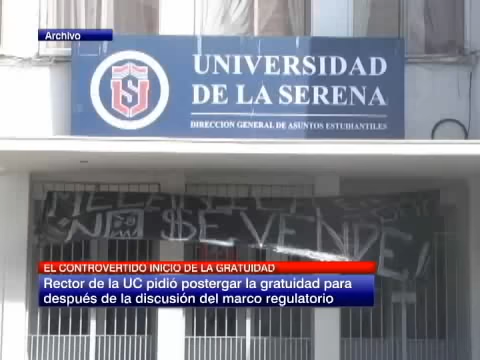 Archivo
UNIVERSIDAD
DE LA SERENA
DIRECCIÓN GENERAL DE ASUNTOS ESTUDIANTILES
SE VENDE!
EL CONTROVERTIDO INICIO DE LA GRATUIDAD
Rector de la UC pidió postergar la gratuidad para
después de la discusión del marco regulatorio